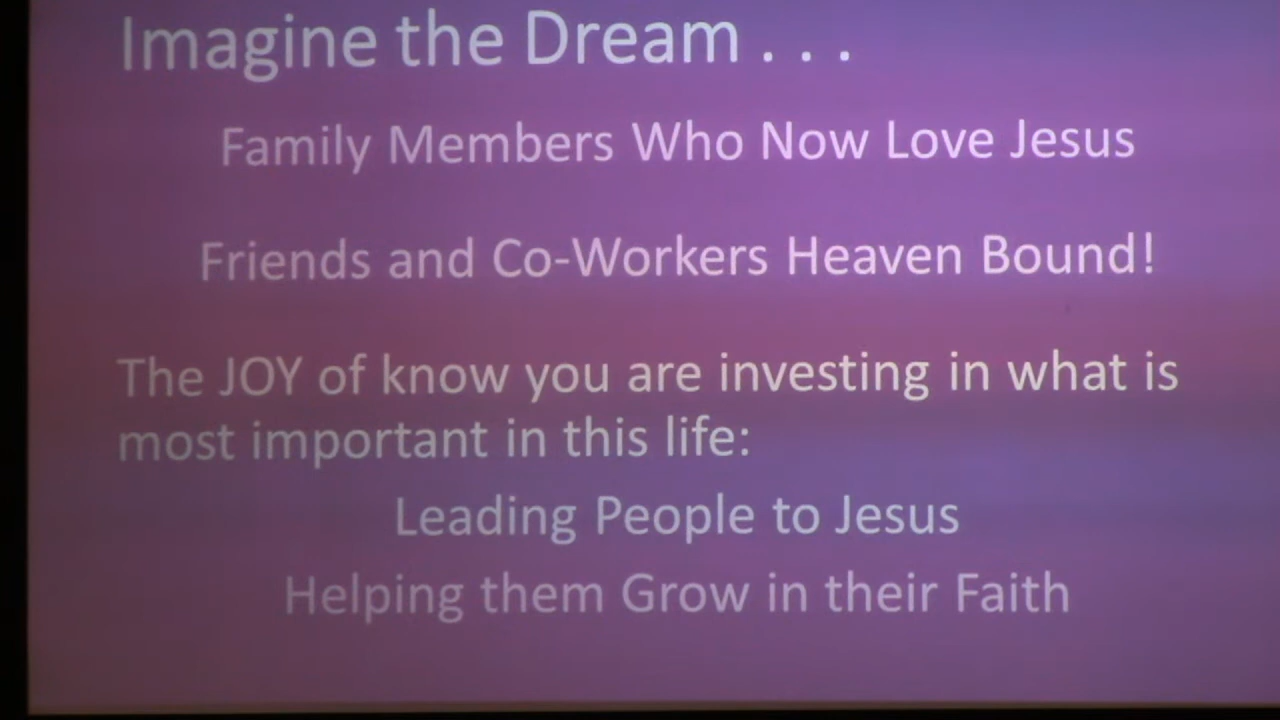 Imagine the Dream . . .
Family Members Who Now Love Jesus
Friends and Co-Workers Heaven Bound!
The JOY of know you are investing in what is
most important in this life:
Leading People to Jesus
Helping them Grow in their Faith